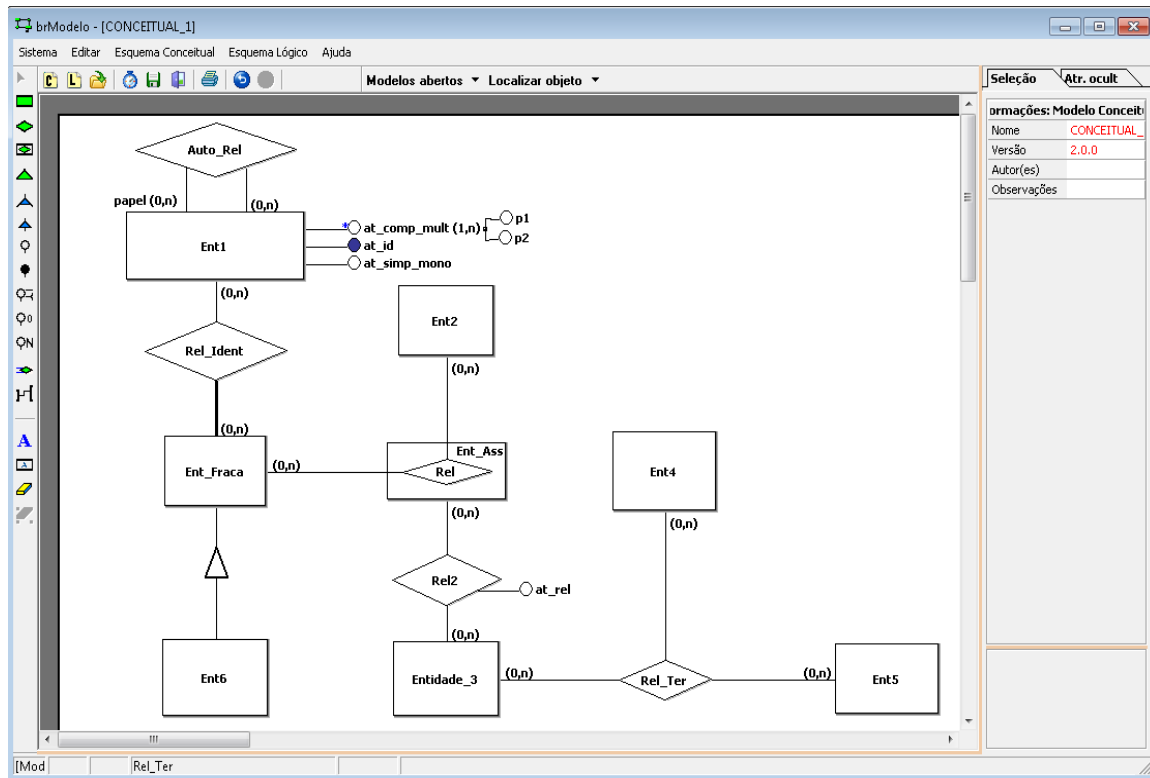 brModelo - [CONCEITUAL_1]
Sistema Editar Esquema Conceitual Esquema Lógico Ajuda
C L Modelos abertos Localizar objeto
Seleção Atr. ocult
ormações: Modelo Conceit
Nome CONCEITUAL_
Versão 2.0.0
Autor(es)
Observações
Auto_Rel
papel (0,n) (0,n)
Ent1
at_comp_mult (1,n)
p1
p2
at_id
at_simp_mono
(0,n)
Rel_Ident
Ent2
(0,n)
(0,n)
Ent_Fraca
(0,n)
Ent_Ass
Rel
Ent4
(0,n)
(0,n)
Rel2
at_rel
(0,n)
Ent6
Entidade_3
(0,n)
Rel_Ter
(0,n)
Ent5
A
[Mod Rel_Ter